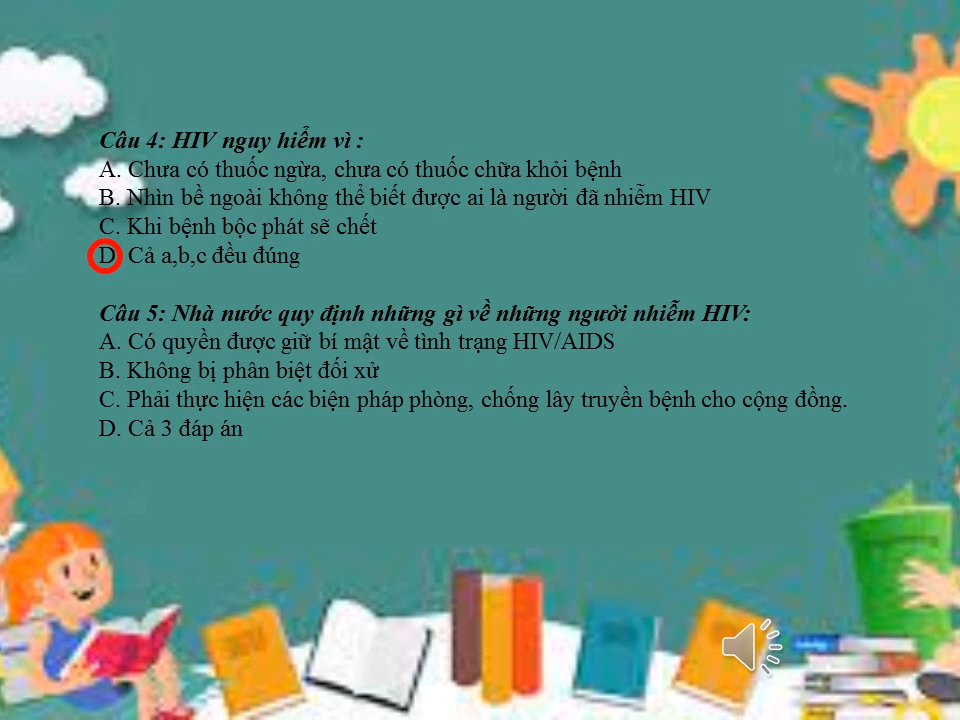 Câu 4: HIV nguy hiểm vì :
A. Chưa có thuốc ngừa, chưa có thuốc chữa khỏi bệnh
B. Nhìn bề ngoài không thể biết được ai là người đã nhiễm HIV
C. Khi bệnh bộc phát sẽ chết
D. Cả a,b,c đều đúng
Câu 5: Nhà nước quy định những gì về những người nhiễm HIV:
A. Có quyền được giữ bí mật về tình trạng HIV/AIDS
B. Không bị phân biệt đối xử
C. Phải thực hiện các biện pháp phòng, chống lây truyền bệnh cho cộng đồng.
D. Cả 3 đáp án